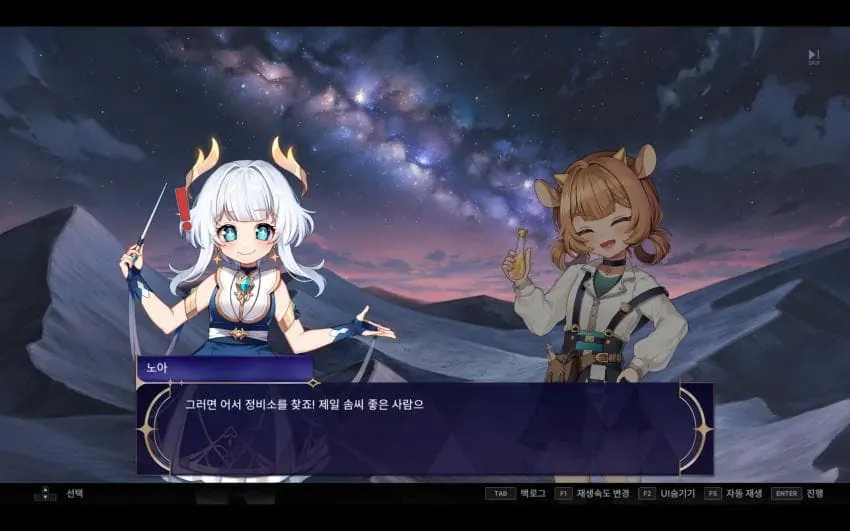 SKIP
노아
그러면 어서 정비소를 찾죠! 제일 솜씨 좋은 사람으
선택
TAB 백로그 F1 재생속도 변경 F2 UI숨기기 F5 자동 재생 ENTER 진행